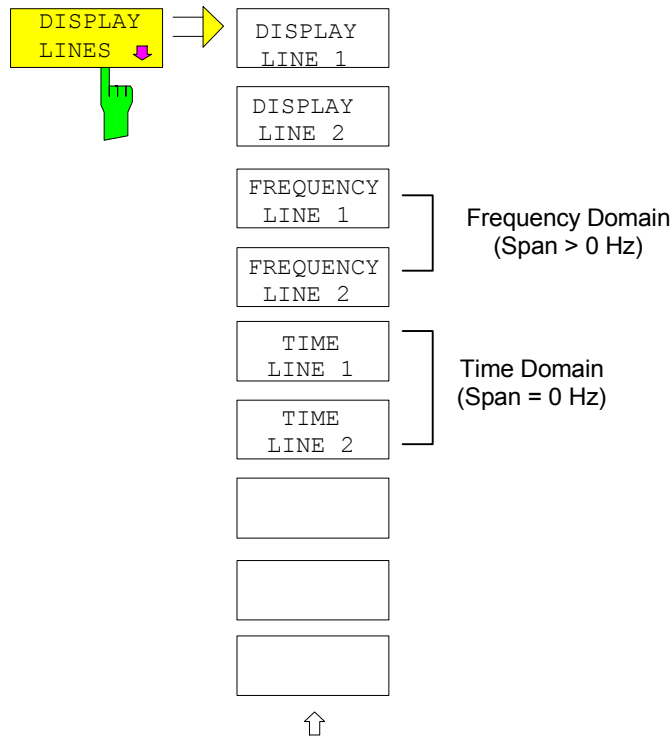 DISPLAY
LINES
DISPLAY
LINE 1
DISPLAY
LINE 2
FREQUENCY
LINE 1
FREQUENCY
LINE 2
Frequency Domain
(Span > 0 Hz)
TIME
LINE 1
TIME
LINE 2
Time Domain
(Span = 0 Hz)